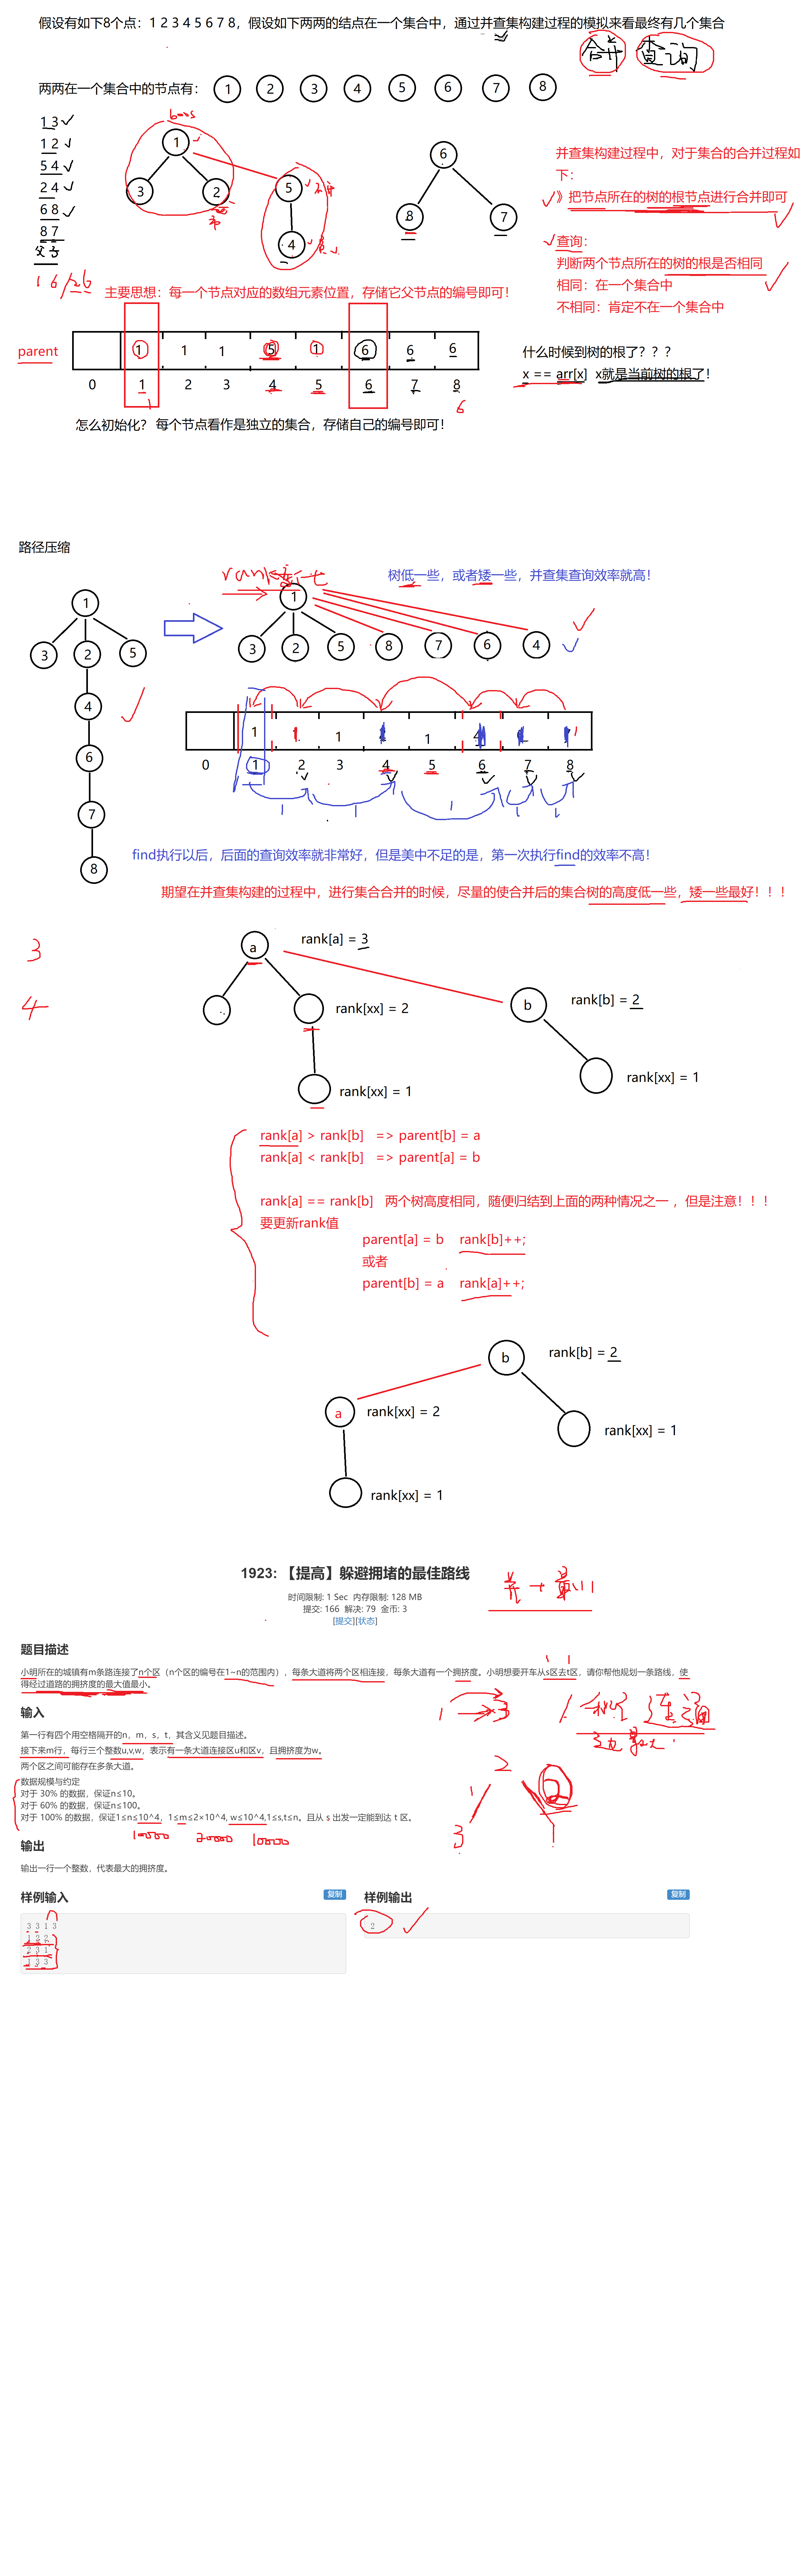 假设有如下8个点：1 2 3 4 5 6 7 8，假设如下两两的结点在一个集合中，通过并查集构建过程的模拟来看最终有几个集合
合并 查询
两两在一个集合中的节点有： 1 2 3 4 5 6 7 8
1 3
1 2
5 4
2 4
6 8
8 7
boss
1
3 2
5
4
6
8 7
并查集构建过程中，对于集合的合并过程如
下：
》把节点所在的树的根节点进行合并即可
查询：
判断两个节点所在的树的根是否相同
相同：在一个集合中
不相同：肯定不在一个集合中
主要思想：每一个节点对应的数组元素位置，存储它父节点的编号即可！
parent 1 1 1 5 1 6 6 6
0 1 2 3 4 5 6 7 8
6
什么时候到树的根了？？？
x == arr[x] x就是当前树的根了！
怎么初始化？ 每个节点看作是独立的集合，存储自己的编号即可！
路径压缩
树低一些，或者矮一些，并查集查询效率就高！
1
3 2 5
4
6
7
8
1
3 2 5 8 7 6 4
1 1 1 1
0 1 2 3 4 5 6 7 8
find执行以后，后面的查询效率就非常好，但是美中不足的是，第一次执行find的效率不高！
期望在并查集构建的过程中，进行集合合并的时候，尽量的使合并后的集合树的高度低一些，矮一些最好！！！
3
4
a rank[a] = 3
rank[xx] = 2
b rank[b] = 2
rank[xx] = 1
rank[xx] = 1
rank[a] > rank[b] => parent[b] = a
rank[a] < rank[b] => parent[a] = b
rank[a] == rank[b] 两个树高度相同，随便归结到上面的两种情况之一 ，但是注意！！！
要更新rank值
parent[a] = b rank[b]++;
或者
parent[b] = a rank[a]++;
b rank[b] = 2
a rank[xx] = 2
rank[xx] = 1
rank[xx] = 1
1923: 【提高】躲避拥堵的最佳路线
时间限制: 1 Sec 内存限制: 128 MB
提交: 166 解决: 79 金币: 3
[提交][状态]
题目描述
小明所在的城镇有m条路连接了n个区（n个区的编号在1~n的范围内），每条大道将两个区相连接，每条大道有一个拥挤度。小明想要开车从s区去t区，请你帮他规划一条路线，使
得经过道路的拥挤度的最大值最小。
输入
第一行有四个用空格隔开的n，m，s，t，其含义见题目描述。
接下来m行，每行三个整数u,v,w，表示有一条大道连接区u和区v，且拥挤度为w。
两个区之间可能存在多条大道。
数据规模与约定
对于 30% 的数据，保证n≤10。
对于 60% 的数据，保证n≤100。
对于 100% 的数据，保证1≤n≤10^4，1≤m≤2×10^4, w≤10^4,1≤s,t≤n。且从 s 出发一定能到达 t 区。
10000 20000 10000
输出
输出一行一个整数，代表最大的拥挤度。
样例输入 复制
3 3 1 3
1 2 2
2 3 1
1 3 3
样例输出 复制
2